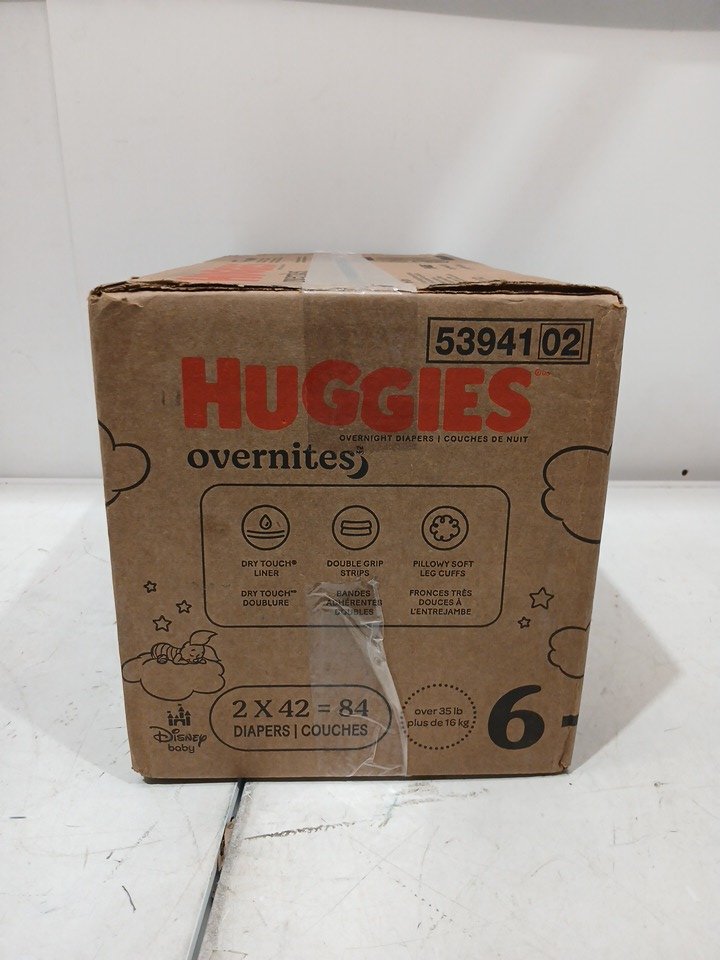 53941 02
HUGGIES
OVERNIGHT DIAPERS | COUCHES DE NUIT
overnites™
DRY TOUCH®
LINER
DRY TOUCH™
DOUBLURE
DOUBLE GRIP
STRIPS
BANDES
ADHÉRENTES
DOUBLES
PILLOWY SOFT
LEG CUFFS
FRONCES TRÈS
DOUCES À
L'ENTREJAMBE
Disney
baby
2 X 42 = 84
DIAPERS | COUCHES
over 35 lb
plus de 16 kg
6